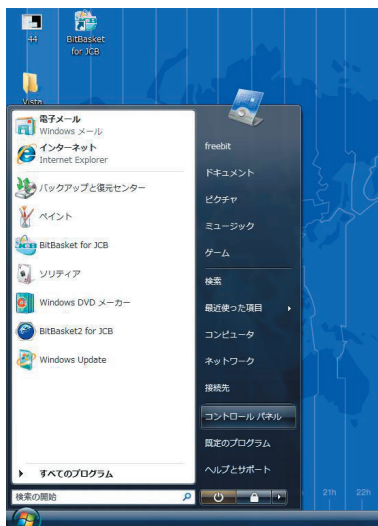 44
BitBasket
for JCB
Vista
電子メール
Windows メール
インターネット
Internet Explorer
バックアップと復元センター
ペイント
BitBasket for JCB
ソリティア
Windows DVD メーカー
BitBasket2 for JCB
Windows Update
すべてのプログラム
検索の開始
freebit
ドキュメント
ピクチャ
ミュージック
ゲーム
検索
最近使った項目
コンピュータ
ネットワーク
接続先
コントロール パネル
既定のプログラム
ヘルプとサポート
21h 22h